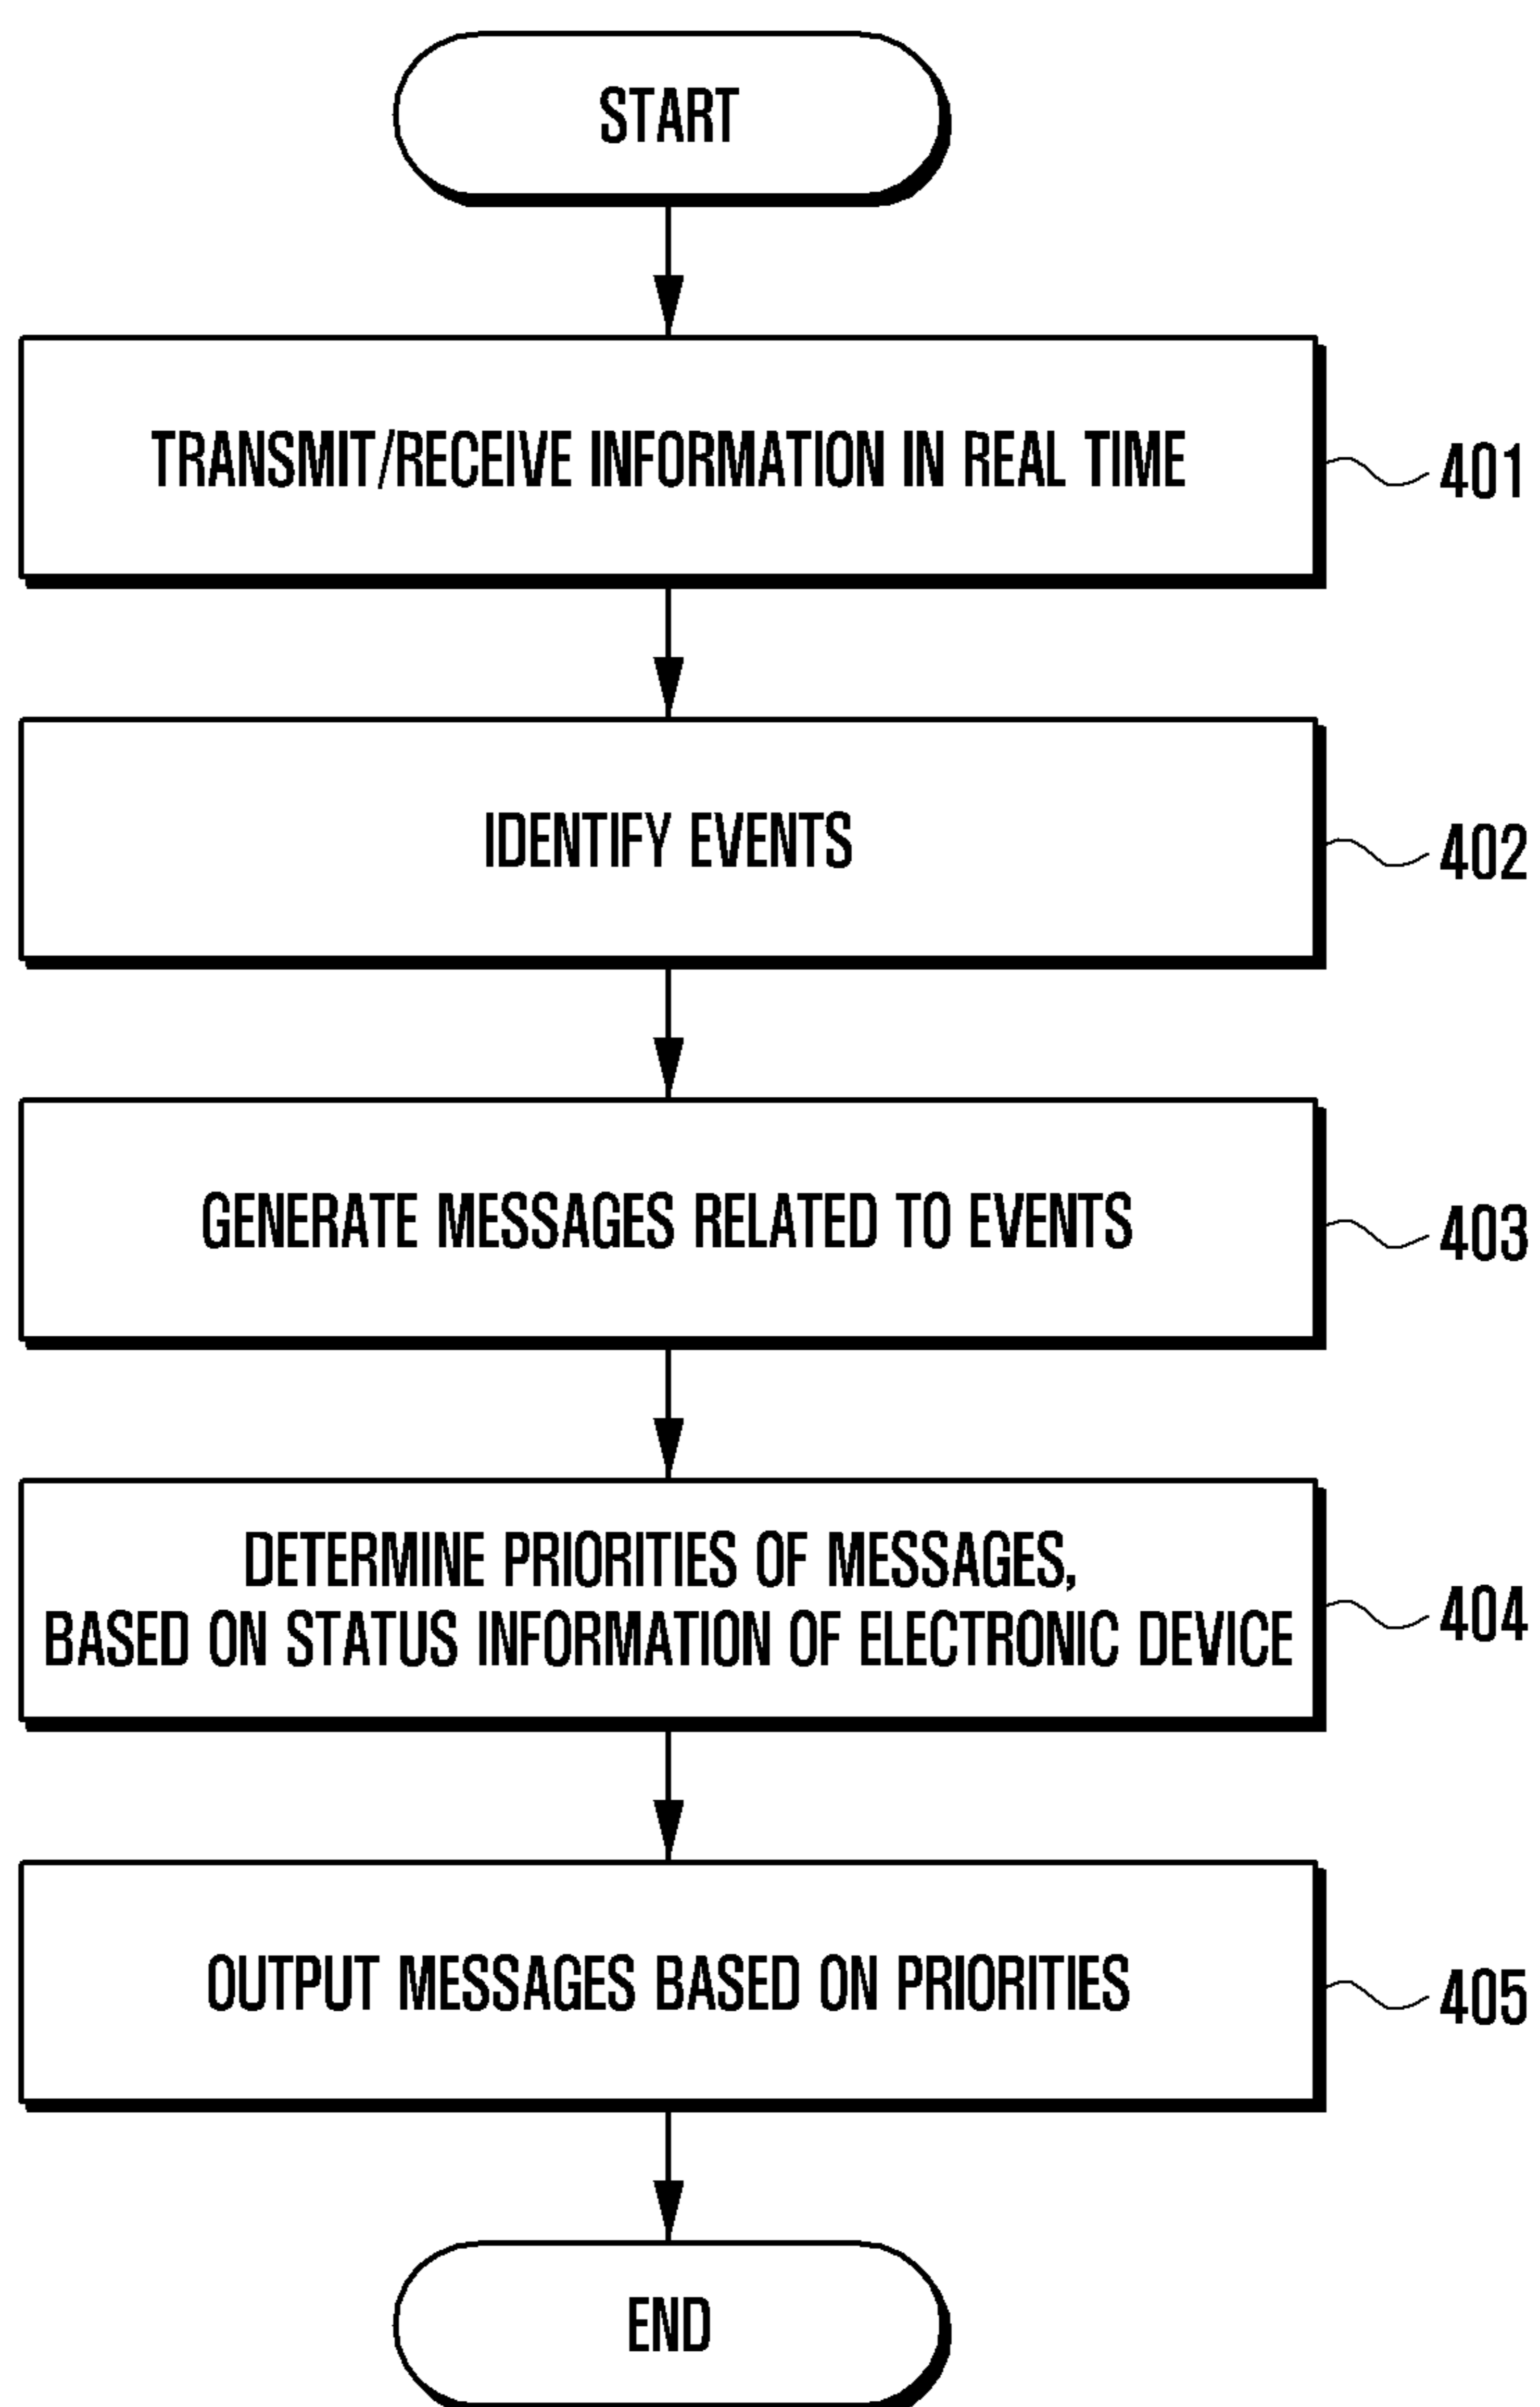 START
TRANSMIT/RECEIVE INFORMATION IN REAL TIME
401
IDENTIFY EVENTS
402
GENERATE MESSAGES RELATED TO EVENTS
403
DETERMINE PRIORITIES OF MESSAGES,
BASED ON STATUS INFORMATION OF ELECTRONIC DEVICE
404
OUTPUT MESSAGES BASED ON PRIORITIES
405
END